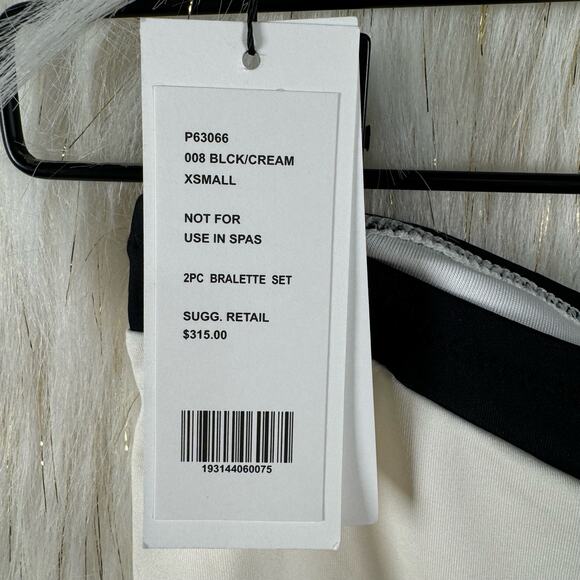 P63066
008 BLCK/CREAM
XSMALL
NOT FOR
USE IN SPAS
2PC BRALETTE SET
SUGG. RETAIL
$315.00
193144060075